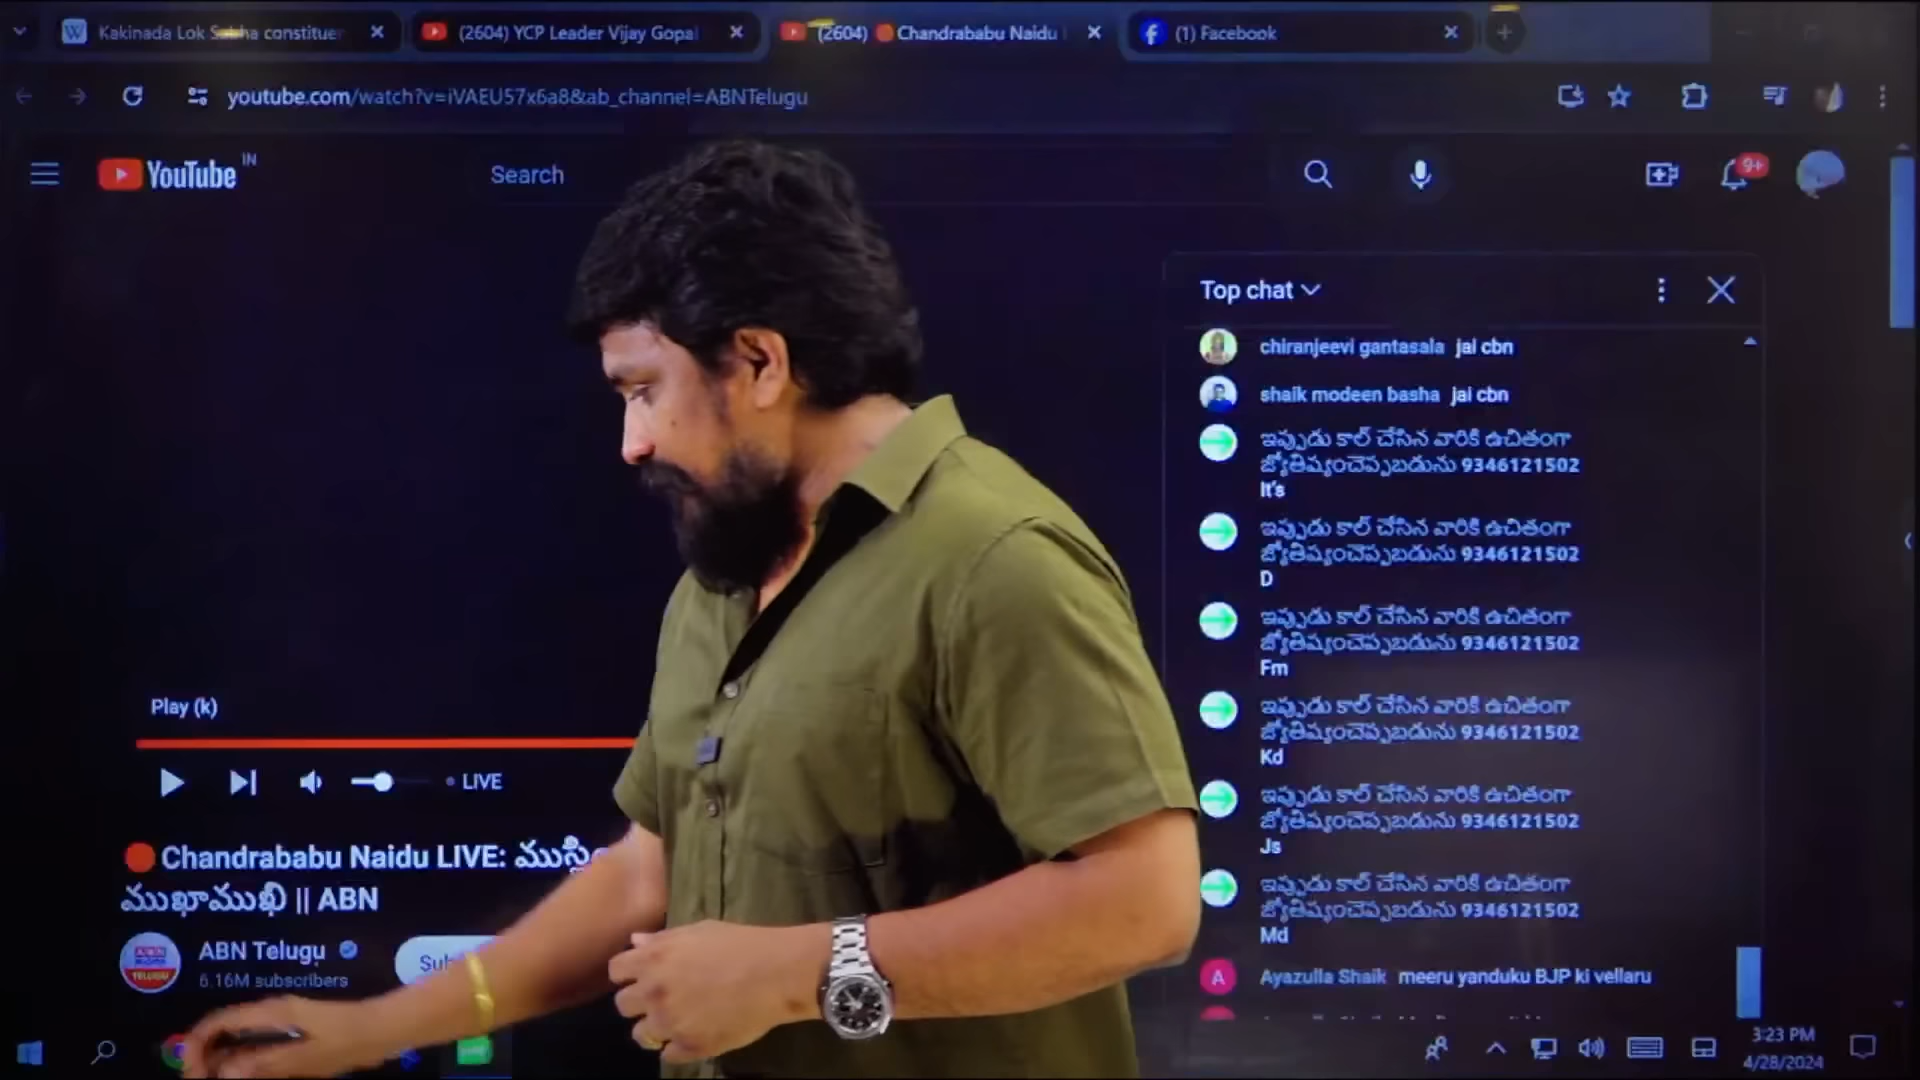 Kakinada Lok Sabha constituen
(2604) YCP Leader Vijay Gopal
(2604) Chandrababu Naidu
(1) Facebook
youtube.com/watch?v=iVAEU57x6a8&ab_channel=ABNTelugu
YouTube IN
Search
9+
Top chat
chiranjeevi gantasala jai cbn
shaik modeen basha jai cbn
ఇప్పుడు కాల్ చేసిన వారికి ఉచితంగా
జ్యోతిష్యంచెప్పబడును 9346121502
It's
ఇప్పుడు కాల్ చేసిన వారికి ఉచితంగా
జ్యోతిష్యంచెప్పబడును 9346121502
D
ఇప్పుడు కాల్ చేసిన వారికి ఉచితంగా
జ్యోతిష్యంచెప్పబడును 9346121502
Fm
ఇప్పుడు కాల్ చేసిన వారికి ఉచితంగా
జ్యోతిష్యంచెప్పబడును 9346121502
Kd
ఇప్పుడు కాల్ చేసిన వారికి ఉచితంగా
జ్యోతిష్యంచెప్పబడును 9346121502
Js
ఇప్పుడు కాల్ చేసిన వారికి ఉచితంగా
జ్యోతిష్యంచెప్పబడును 9346121502
Md
A Ayazulla Shaik meeru yanduku BJP ki vellaru
Play (k)
LIVE
Chandrababu Naidu LIVE:
ముఖాముఖి || ABN
ABN Telugu
6.16M subscribers
Sub
TELUGU
3:23 PM
4/28/2024